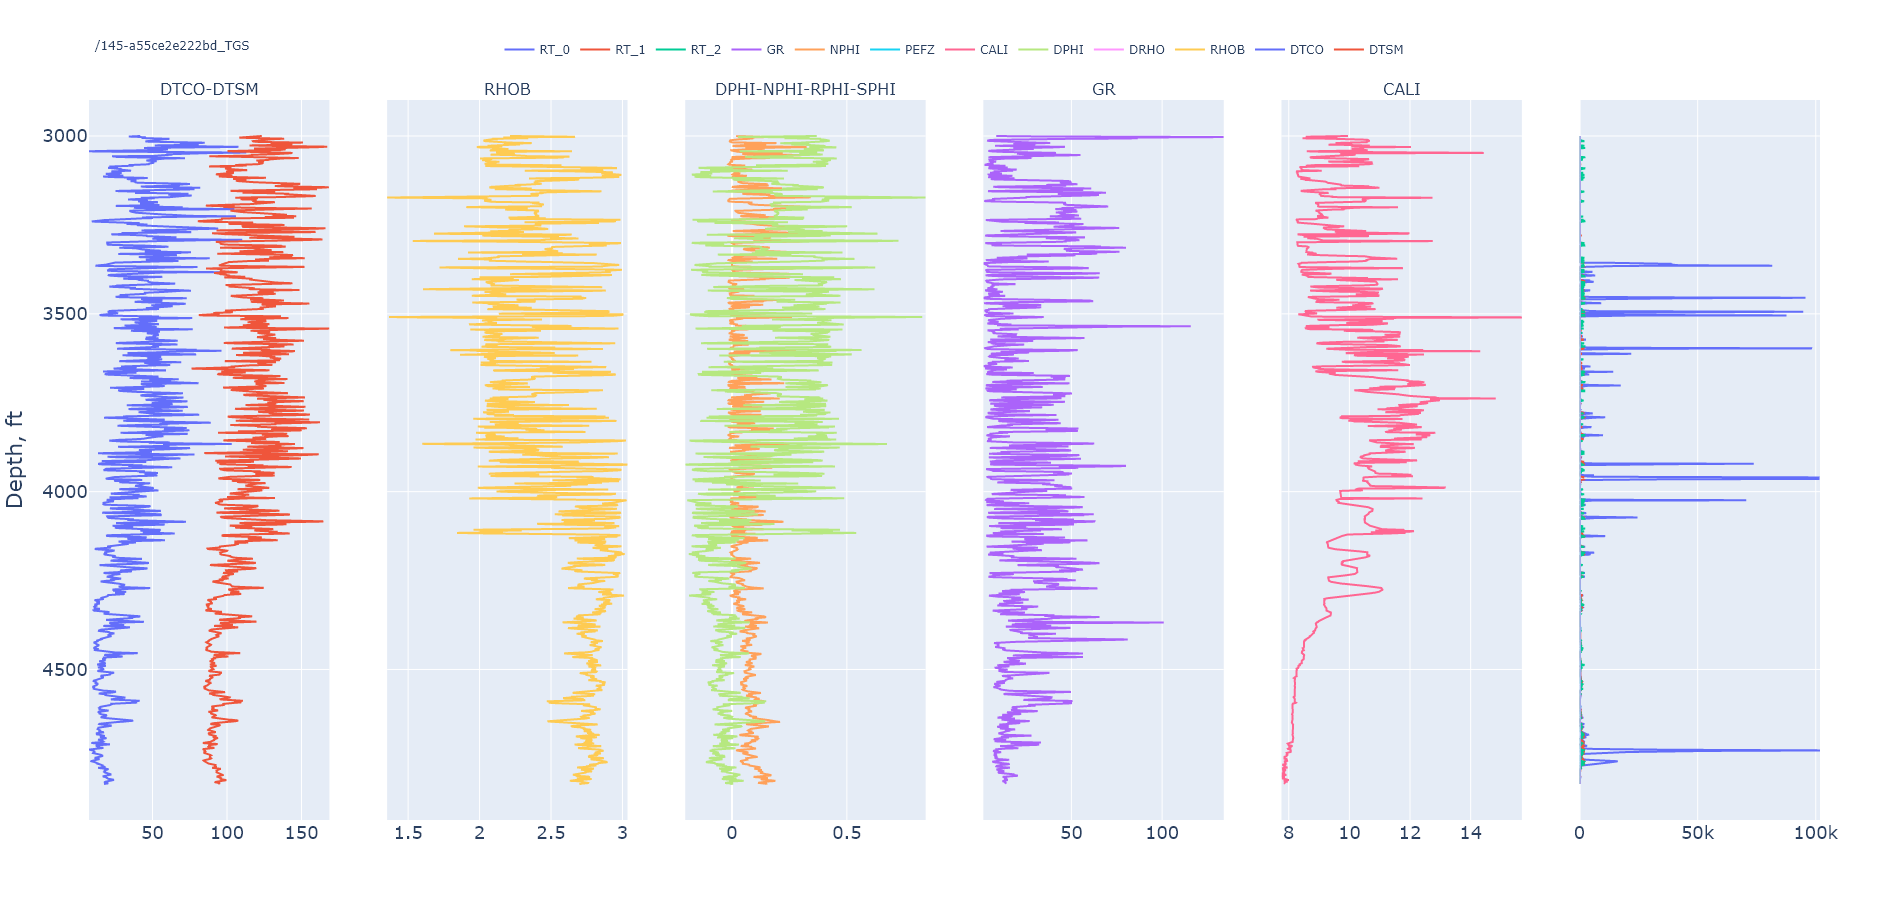 /145-a55ce2e222bd_TGS
RT_0 RT_1 RT_2 GR NPHI PEFZ CALI DPHI DRHO RHOB DTCO DTSM
DTCO-DTSM RHOB DPHI-NPHI-RPHI-SPHI GR CALI
Depth, ft
3000
3500
4000
4500
50 100 150 1.5 2 2.5 3 0 0.5 50 100 8 10 12 14 0 50k 100k